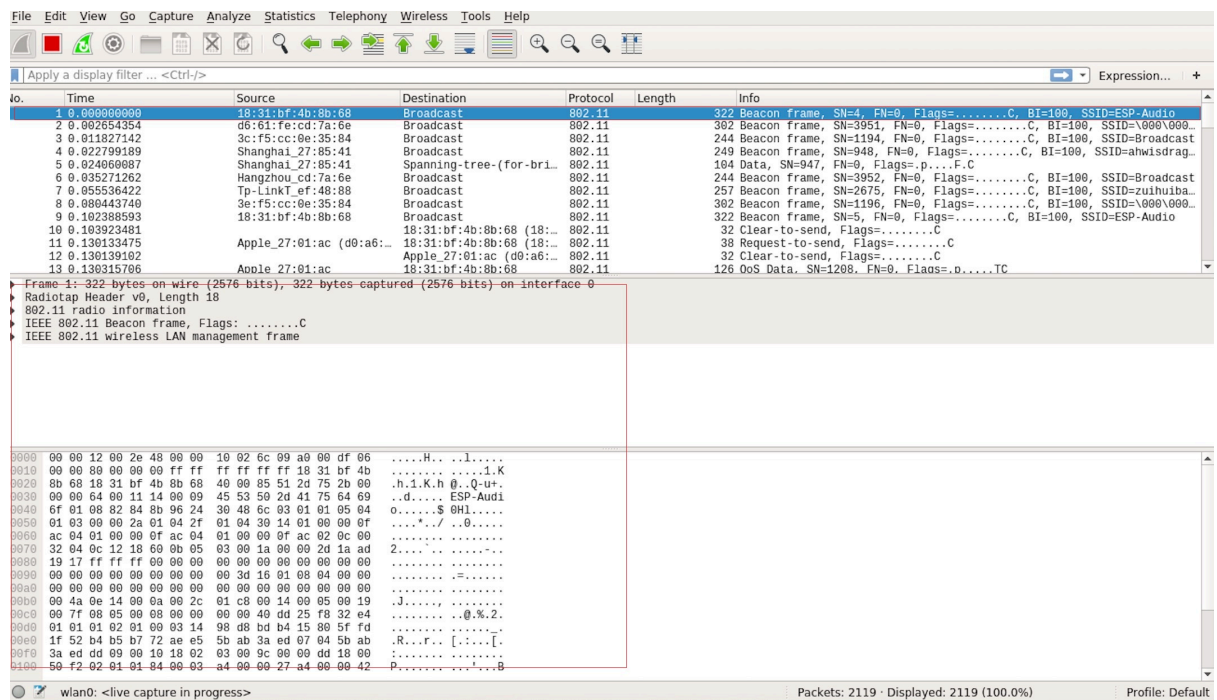 File Edit View Go Capture Analyze Statistics Telephony Wireless Tools Help
Apply a display filter ... <Ctrl-/> Expression... +
No. Time Source Destination Protocol Length Info
1 0.000000000 18:31:bf:4b:8b:68 Broadcast 802.11 322 Beacon frame, SN=4, FN=0, Flags=........C, BI=100, SSID=ESP-Audio
2 0.002654354 d6:61:fe:cd:7a:6e Broadcast 802.11 302 Beacon frame, SN=3951, FN=0, Flags=........C, BI=100, SSID=\000\000…
3 0.011827142 3c:f5:cc:0e:35:84 Broadcast 802.11 244 Beacon frame, SN=1194, FN=0, Flags=........C, BI=100, SSID=Broadcast
4 0.022799189 Shanghai_27:85:41 Broadcast 802.11 249 Beacon frame, SN=948, FN=0, Flags=........C, BI=100, SSID=ahwisdrag…
5 0.024060087 Shanghai_27:85:41 Spanning-tree-(for-bri… 802.11 104 Data, SN=947, FN=0, Flags=.p....F.C
6 0.035271262 Hangzhou_cd:7a:6e Broadcast 802.11 244 Beacon frame, SN=3952, FN=0, Flags=........C, BI=100, SSID=Broadcast
7 0.055536422 Tp-LinkT_ef:48:88 Broadcast 802.11 257 Beacon frame, SN=2675, FN=0, Flags=........C, BI=100, SSID=zuihuiba…
8 0.080443740 3e:f5:cc:0e:35:84 Broadcast 802.11 302 Beacon frame, SN=1196, FN=0, Flags=........C, BI=100, SSID=\000\000…
9 0.102388593 18:31:bf:4b:8b:68 Broadcast 802.11 322 Beacon frame, SN=5, FN=0, Flags=........C, BI=100, SSID=ESP-Audio
10 0.103923481 18:31:bf:4b:8b:68 (18:… 802.11 32 Clear-to-send, Flags=........C
11 0.130133475 Apple_27:01:ac (d0:a6:… 18:31:bf:4b:8b:68 (18:… 802.11 38 Request-to-send, Flags=........C
12 0.130139102 Apple_27:01:ac (d0:a6:… 802.11 32 Clear-to-send, Flags=........C
13 0.130315706 Apple_27:01:ac 18:31:bf:4b:8b:68 802.11 126 QoS Data, SN=1208, FN=0, Flags=.p.....TC
Frame 1: 322 bytes on wire (2576 bits), 322 bytes captured (2576 bits) on interface 0
Radiotap Header v0, Length 18
802.11 radio information
IEEE 802.11 Beacon frame, Flags: ........C
IEEE 802.11 wireless LAN management frame
0000 00 00 12 00 2e 48 00 00 10 02 6c 09 a0 00 df 06 .....H.. ..l.....
0010 00 00 80 00 00 00 ff ff ff ff ff ff 18 31 bf 4b ........ .....1.K
0020 8b 68 18 31 bf 4b 8b 68 40 00 85 51 2d 75 2b 00 .h.1.K.h @..Q-u+.
0030 00 00 64 00 11 14 00 09 45 53 50 2d 41 75 64 69 ..d..... ESP-Audi
0040 6f 01 08 82 84 8b 96 24 30 48 6c 03 01 01 05 04 o......$ 0Hl.....
0050 01 03 00 00 2a 01 04 2f 01 04 30 14 01 00 00 0f ....*../ ..0.....
0060 ac 04 01 00 00 0f ac 04 01 00 00 0f ac 02 0c 00 ........ ........
0070 32 04 0c 12 18 60 0b 05 03 00 1a 00 00 2d 1a ad 2....`.. .....-..
0080 19 17 ff ff ff 00 00 00 00 00 00 00 00 00 00 00 ........ ........
0090 00 00 00 00 00 00 00 00 00 3d 16 01 08 04 00 00 ........ .=......
00a0 00 00 00 00 00 00 00 00 00 00 00 00 00 00 00 00 ........ ........
00b0 00 4a 0e 14 00 0a 00 2c 01 c8 00 14 00 05 00 19 .J....., ........
00c0 00 7f 08 05 00 08 00 00 00 00 40 dd 25 f8 32 e4 ........ ..@.%.2.
00d0 01 01 01 02 01 00 03 14 98 d8 bd b4 15 80 5f fd ........ ......_.
00e0 1f 52 b4 b5 b7 72 ae e5 5b ab 3a ed 07 04 5b ab .R...r.. [.:...[.
00f0 3a ed dd 09 00 10 18 02 03 00 9c 00 00 dd 18 00 :....... ........
0100 50 f2 02 01 01 84 00 03 a4 00 00 27 a4 00 00 42 P....... ...'...B
wlan0: <live capture in progress> Packets: 2119 · Displayed: 2119 (100.0%) Profile: Default